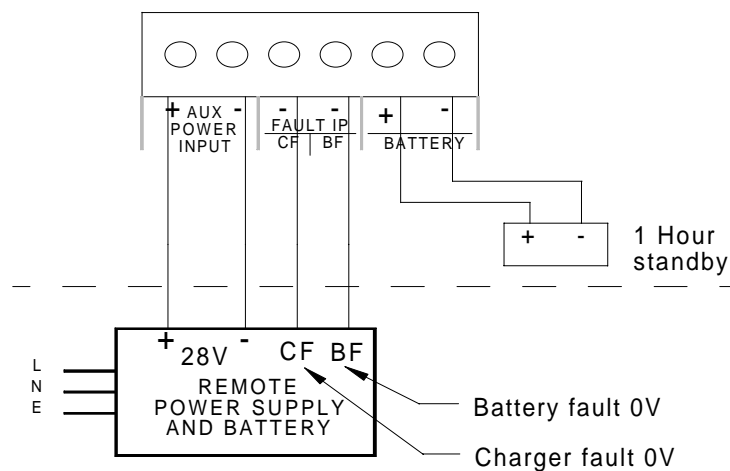 + - - - + -
AUX POWER INPUT
FAULT IP
CF BF
BATTERY
+ -
1 Hour
standby
+ - CF BF
28V
L
N
E
REMOTE
POWER SUPPLY
AND BATTERY
Battery fault 0V
Charger fault 0V